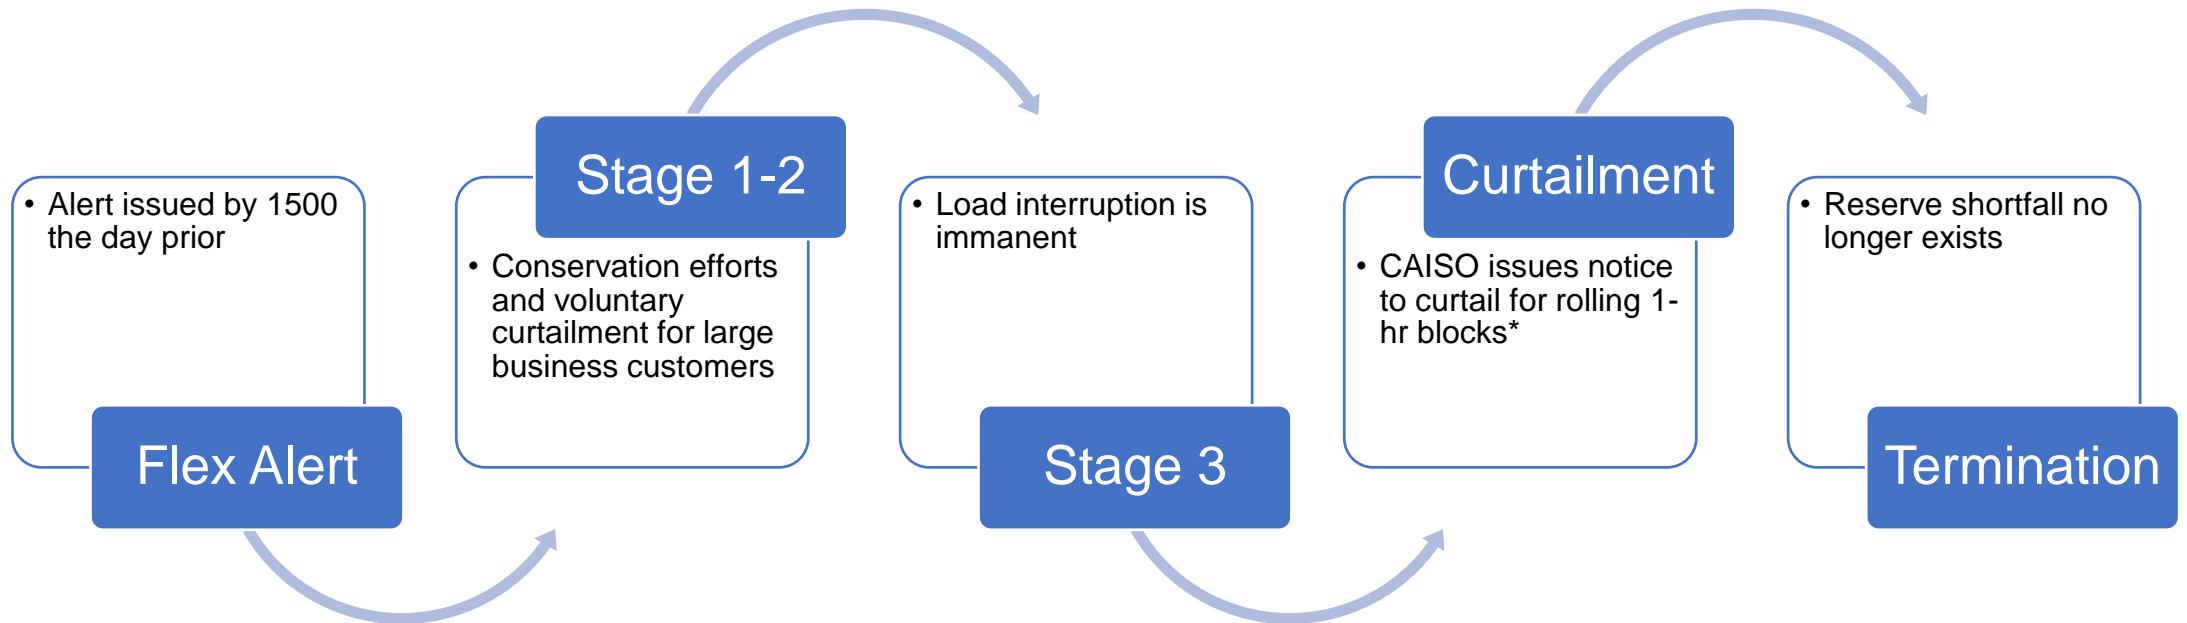 • Alert issued by 1500
the day prior
Flex Alert
Stage 1-2
• Conservation efforts
and voluntary
curtailment for large
business customers
• Load interruption is
immanent
Stage 3
Curtailment
• CAISO issues notice
to curtail for rolling 1-
hr blocks*
• Reserve shortfall no
longer exists
Termination